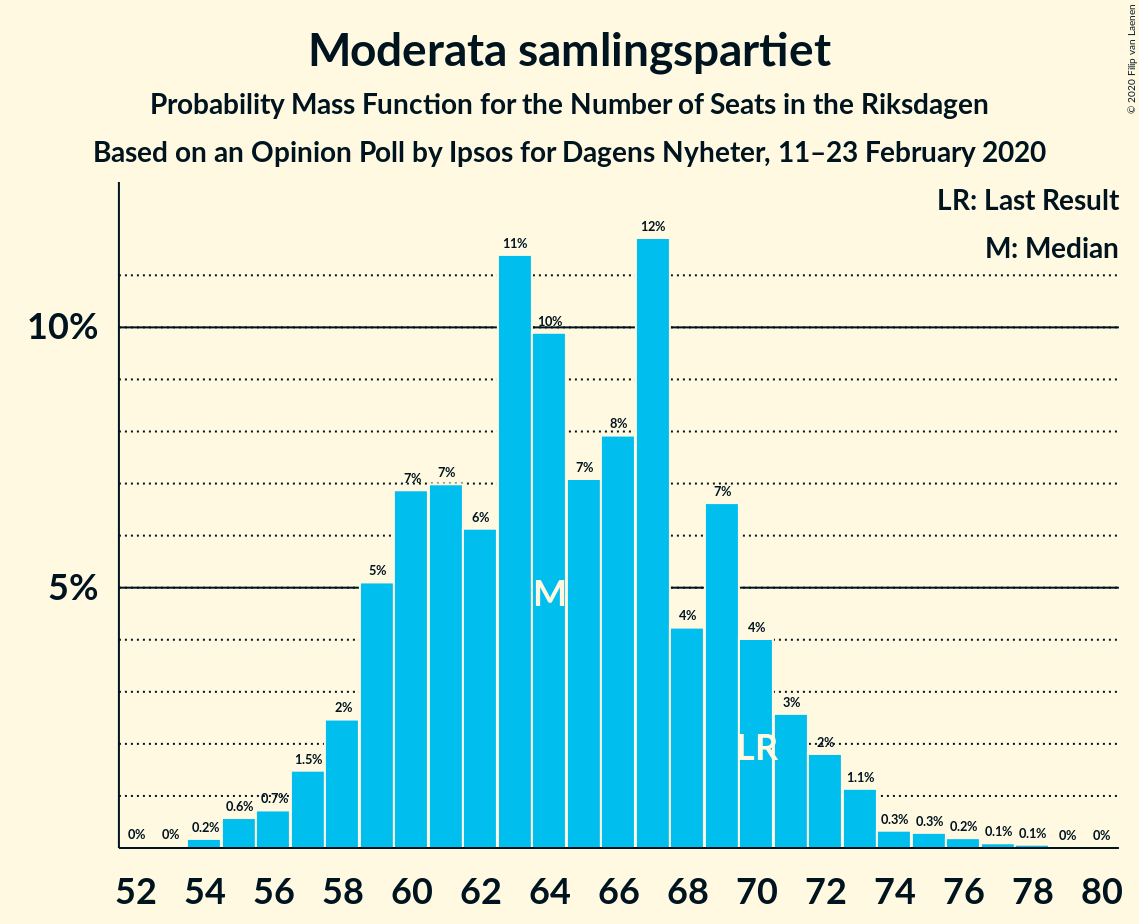 Moderata samlingspartiet
Probability Mass Function for the Number of Seats in the Riksdagen
Based on an Opinion Poll by Ipsos for Dagens Nyheter, 11–23 February 2020
© 2020 Filip van Laenen
LR: Last Result
M: Median
10%
5%
0% 0% 0.2% 0.6% 0.7% 1.5% 2% 5% 7% 7% 6% 11% 10% 7% 8% 12% 4% 7% 4% 3% 2% 1.1% 0.3% 0.3% 0.2% 0.1% 0.1% 0% 0%
M
LR
52 54 56 58 60 62 64 66 68 70 72 74 76 78 80